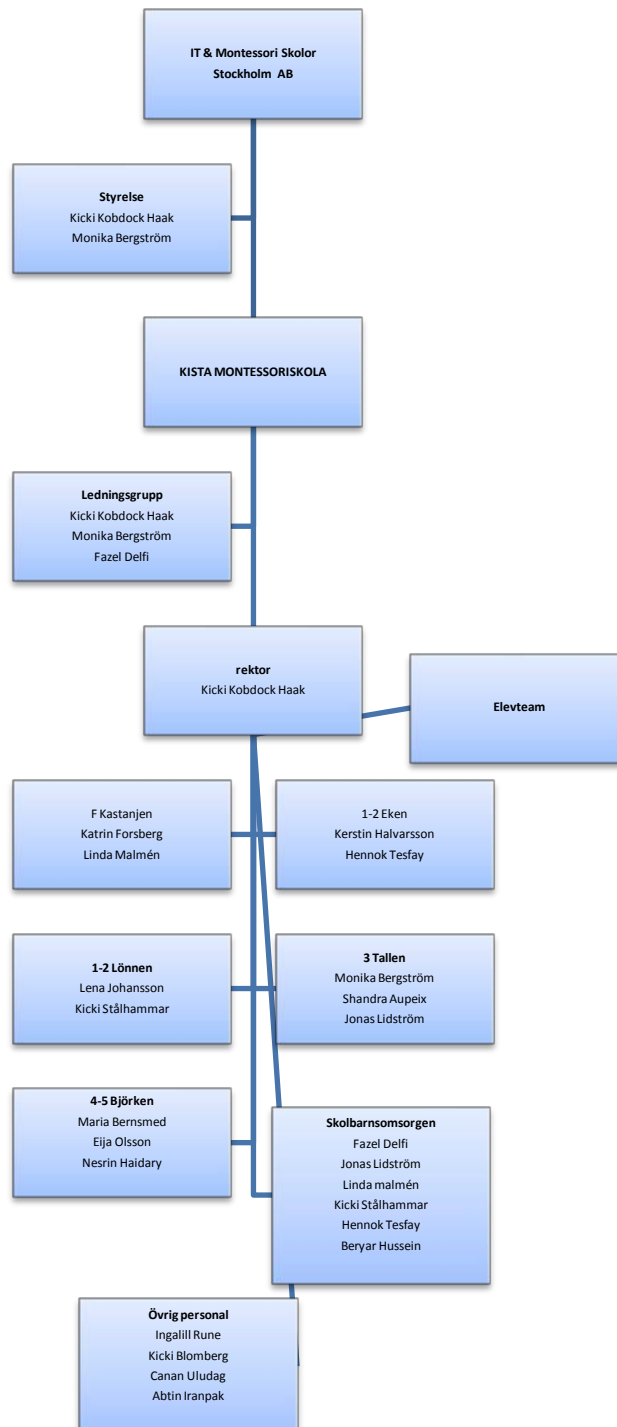 IT & Montessori Skolor
Stockholm AB
Styrelse
Kicki Kobdock Haak
Monika Bergström
KISTA MONTESSORISKOLA
Ledningsgrupp
Kicki Kobdock Haak
Monika Bergström
Fazel Delfi
rektor
Kicki Kobdock Haak
Elevteam
F Kastanjen
Katrin Forsberg
Linda Malmén
1-2 Eken
Kerstin Halvarsson
Hennok Tesfay
1-2 Lönnen
Lena Johansson
Kicki Stålhammar
3 Tallen
Monika Bergström
Shandra Aupeix
Jonas Lidström
4-5 Björken
Maria Bernsmed
Eija Olsson
Nesrin Haidary
Skolbarnsomsorgen
Fazel Delfi
Jonas Lidström
Linda malmén
Kicki Stålhammar
Hennok Tesfay
Beryar Hussein
Övrig personal
Ingalill Rune
Kicki Blomberg
Canan Uludag
Abtin Iranpak